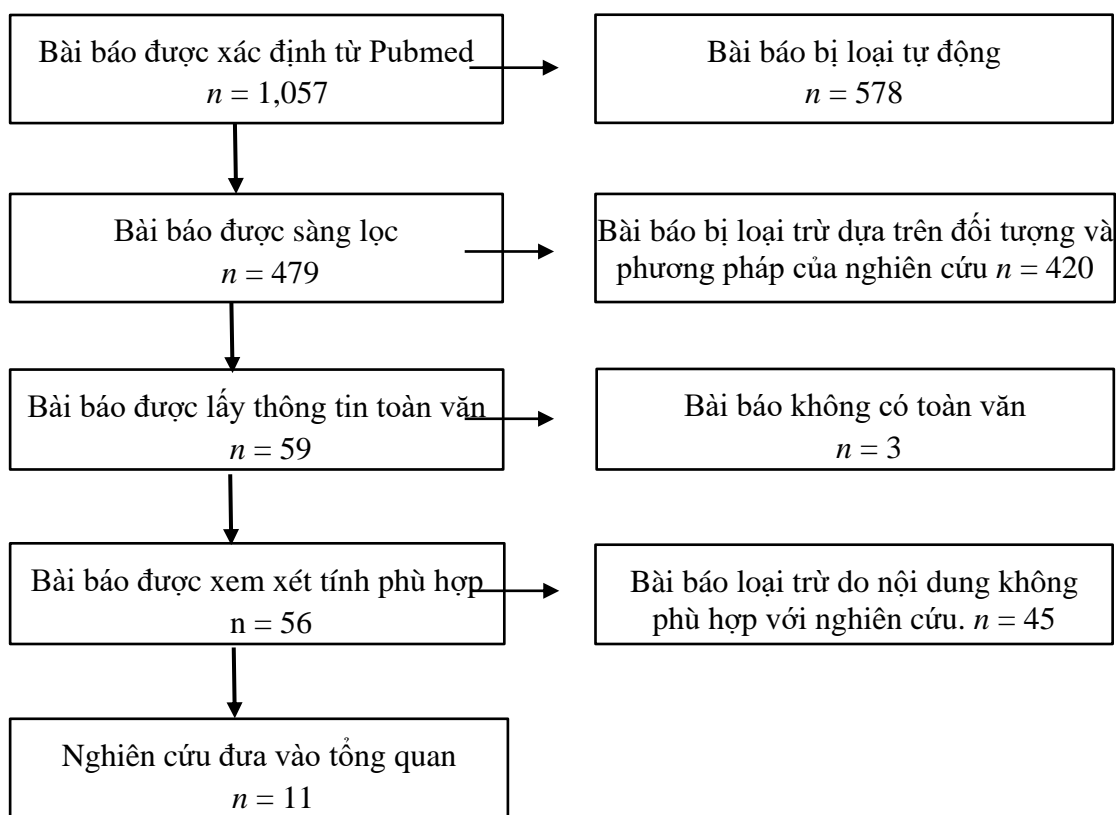 Bài báo được xác định từ Pubmed
n = 1,057
Bài báo bị loại tự động
n = 578
Bài báo được sàng lọc
n = 479
Bài báo bị loại trừ dựa trên đối tượng và
phương pháp của nghiên cứu n = 420
Bài báo được lấy thông tin toàn văn
n = 59
Bài báo không có toàn văn
n = 3
Bài báo được xem xét tính phù hợp
n = 56
Bài báo loại trừ do nội dung không
phù hợp với nghiên cứu. n = 45
Nghiên cứu đưa vào tổng quan
n = 11